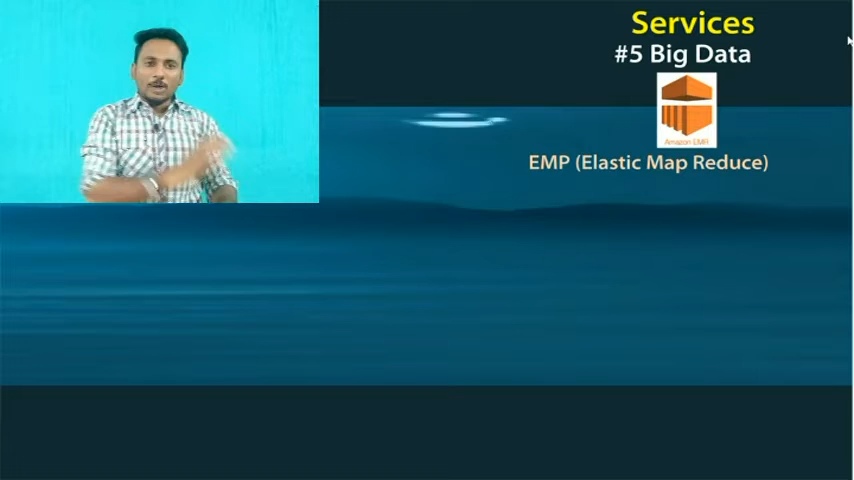 Services
#5 Big Data
Amazon EMR
EMP (Elastic Map Reduce)